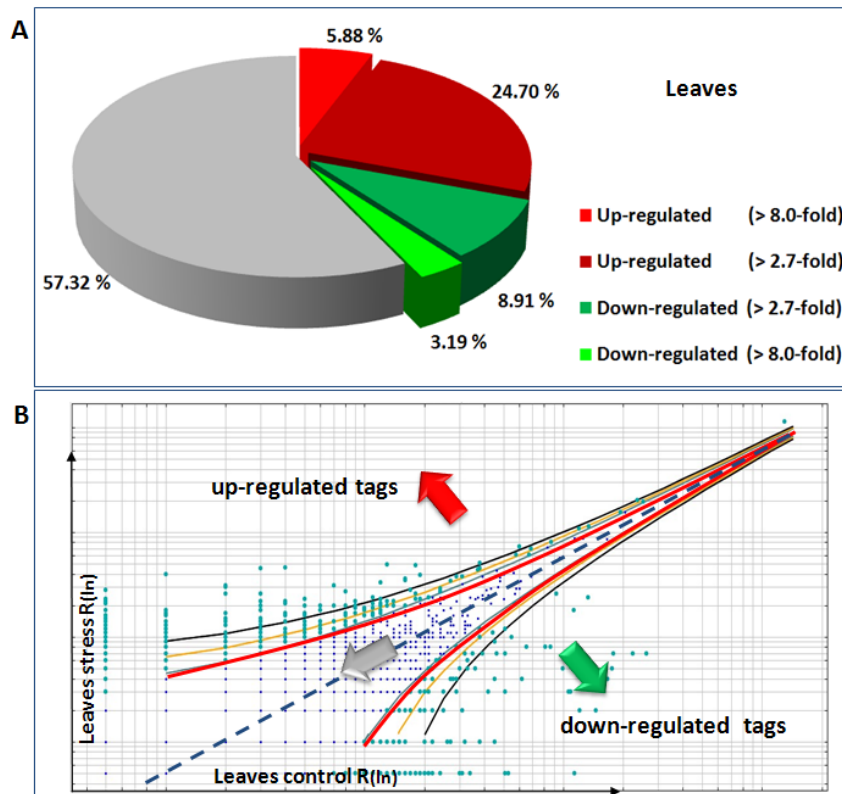 A
5.88 %
24.70 %
Leaves
Up-regulated (> 8.0-fold)
Up-regulated (> 2.7-fold)
Down-regulated (> 2.7-fold)
Down-regulated (> 8.0-fold)
57.32 %
8.91 %
3.19 %
B
up-regulated tags
Leaves stress R(ln)
down-regulated tags
Leaves control R(ln)